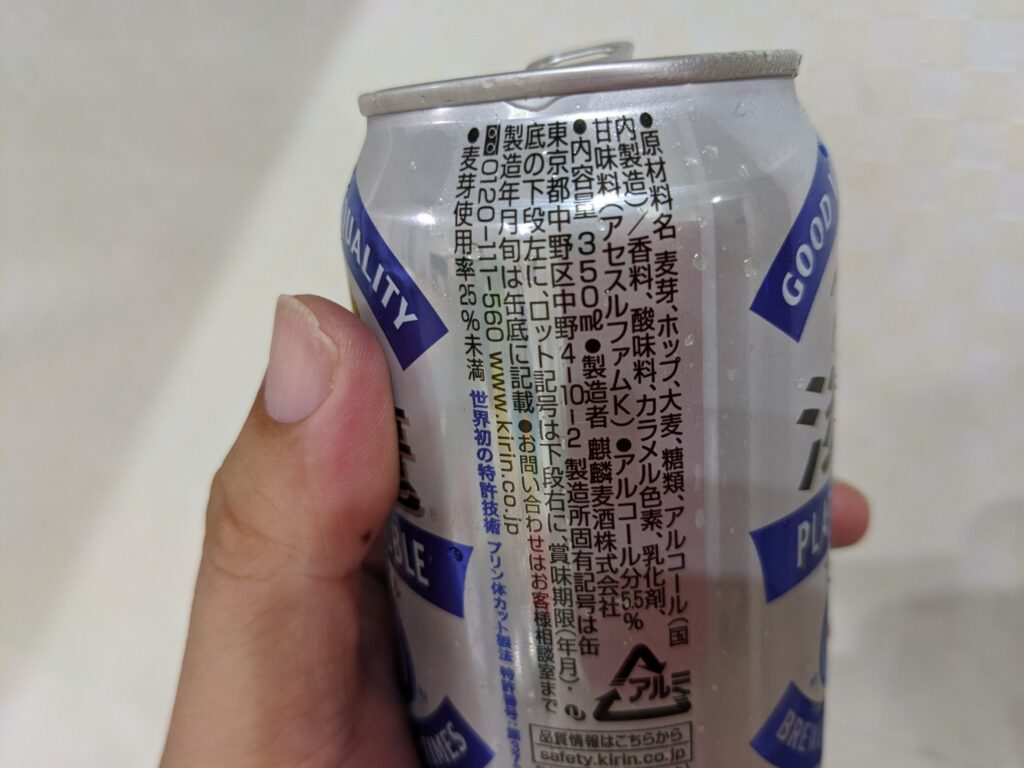 ●原材料名 麦芽、ホップ、大麦、糖類、アルコール(国
内製造)/香料、酸味料、カラメル色素、乳化剤、
甘味料(アセスルファムK) ●アルコール分5.5%
●内容量 350㎖ ●製造者 麒麟麦酒株式会社
東京都中野区中野4-10-2 製造所固有記号は缶
底の下段左に、ロット記号は下段右に、賞味期限(年月)・
製造年月旬は缶底に記載 ●お問い合わせはお客様相談室まで
0120-111-560 www.kirin.co.jp
●麦芽使用率25%未満
世界初の特許技術 プリン体カット製法 特許番号:第37
アルミ
品質情報はこちらから
safety.kirin.co.jp
UALITY
BLE
TIMES
GOOD
PLA
BREW